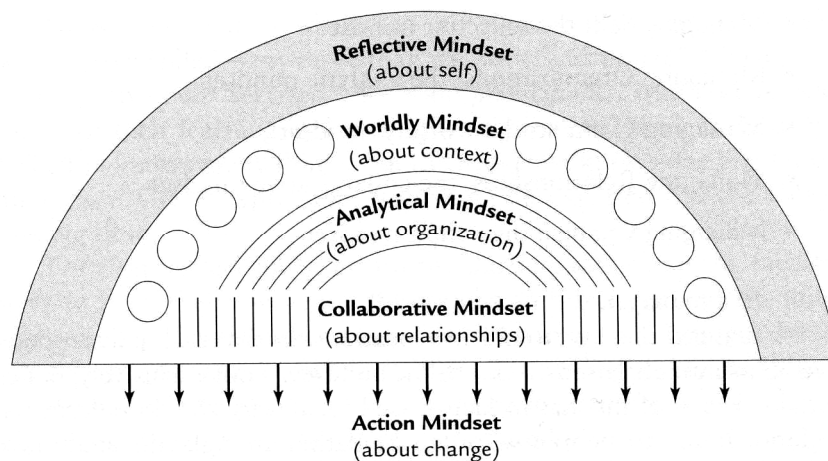 Reflective Mindset
(about self)
Worldly Mindset
(about context)
Analytical Mindset
(about organization)
Collaborative Mindset
(about relationships)
Action Mindset
(about change)